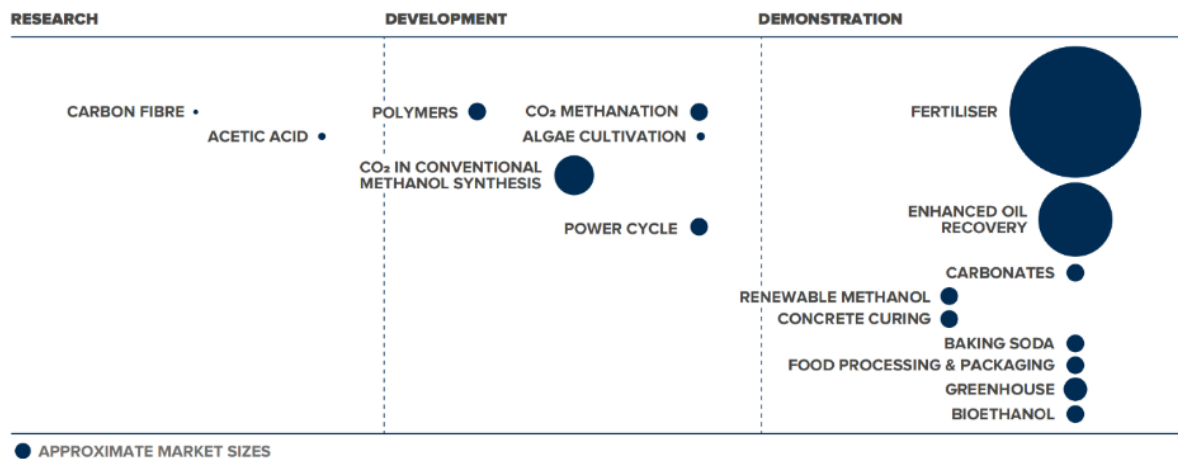 RESEARCH
DEVELOPMENT
DEMONSTRATION
CARBON FIBRE
POLYMERS
CO₂ METHANATION
FERTILISER
ACETIC ACID
ALGAE CULTIVATION
CO₂ IN CONVENTIONAL
METHANOL SYNTHESIS
ENHANCED OIL
RECOVERY
POWER CYCLE
CARBONATES
RENEWABLE METHANOL
CONCRETE CURING
BAKING SODA
FOOD PROCESSING & PACKAGING
GREENHOUSE
BIOETHANOL
APPROXIMATE MARKET SIZES